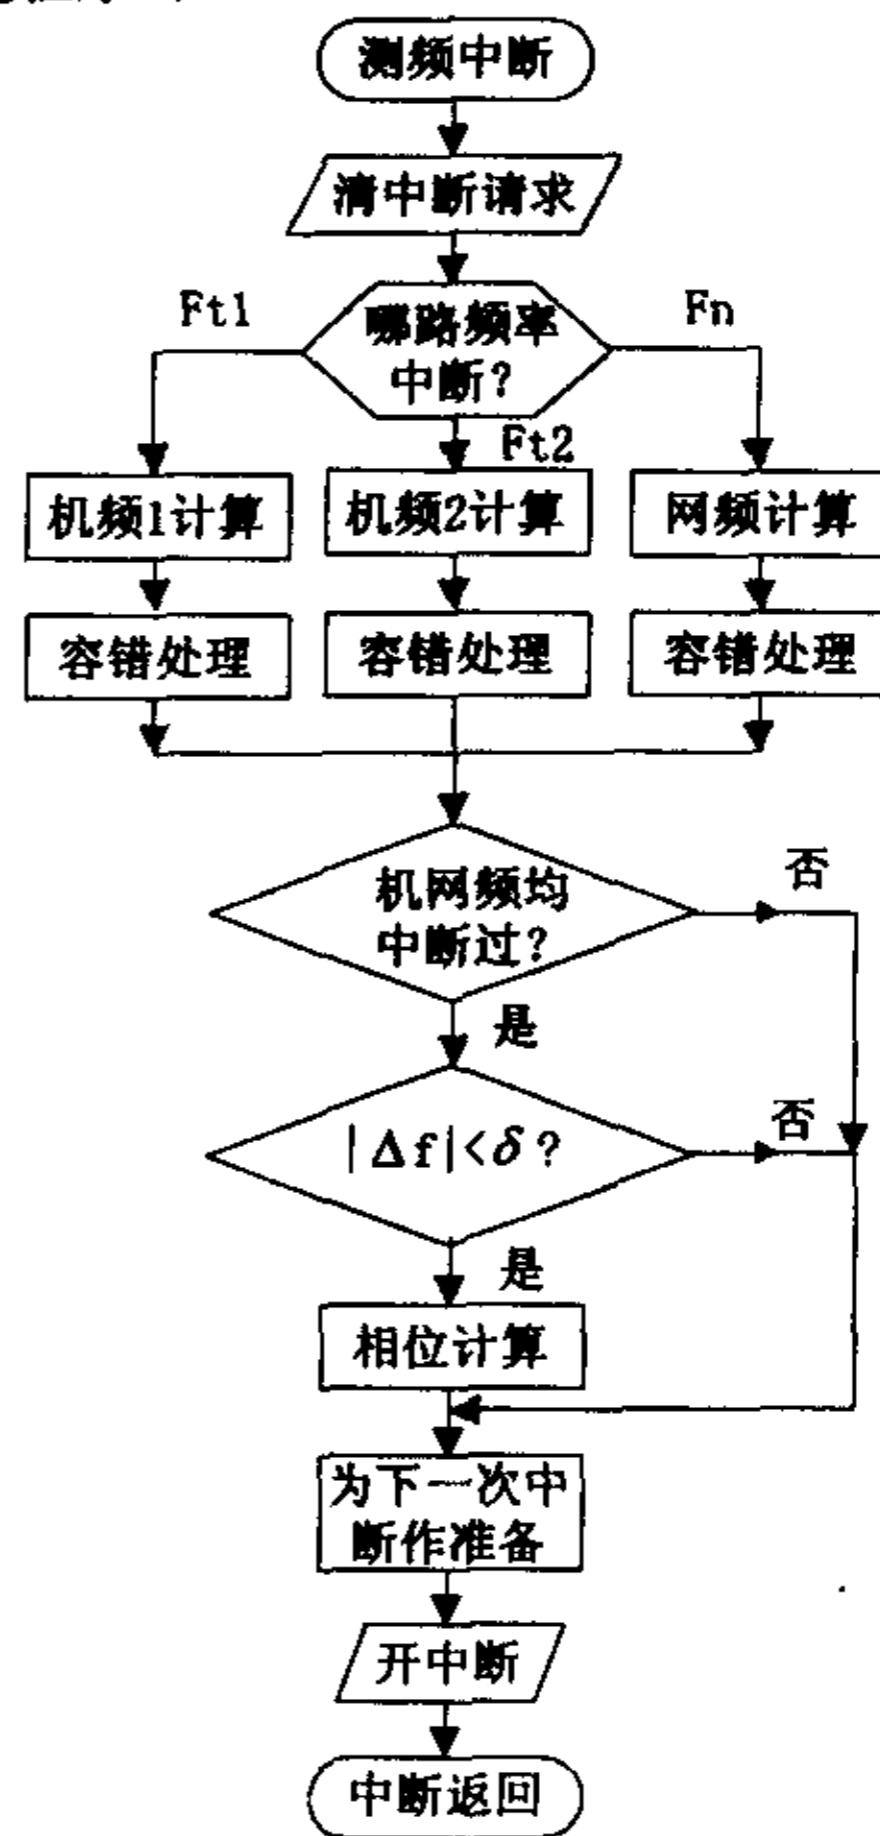 测频中断
清中断请求
Ft1
哪路频率
中断?
Fn
Ft2
机频1计算
机频2计算
网频计算
容错处理
容错处理
容错处理
机网频均
中断过?
否
是
|Δf|<δ?
否
是
相位计算
为下一次中
断作准备
开中断
中断返回